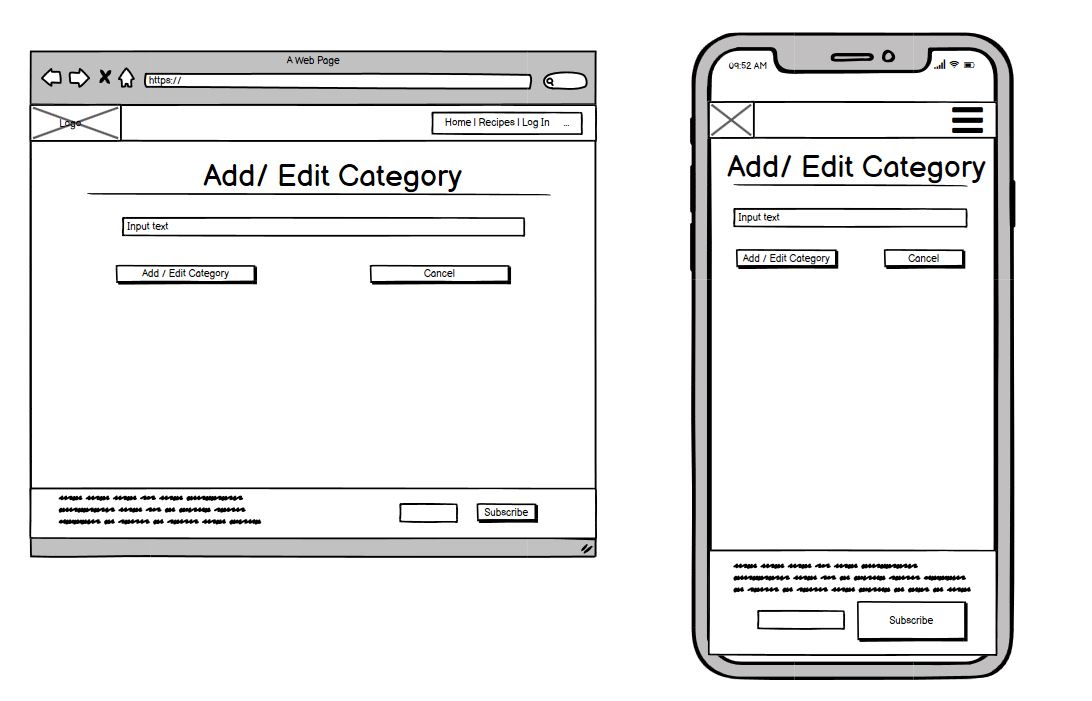 A Web Page
https://
Logo
Home | Recipes | Log In ...
Add/ Edit Category
Input text
Add / Edit Category
Cancel
Subscribe
09:52 AM
Add/ Edit Category
Input text
Add / Edit Category
Cancel
Subscribe